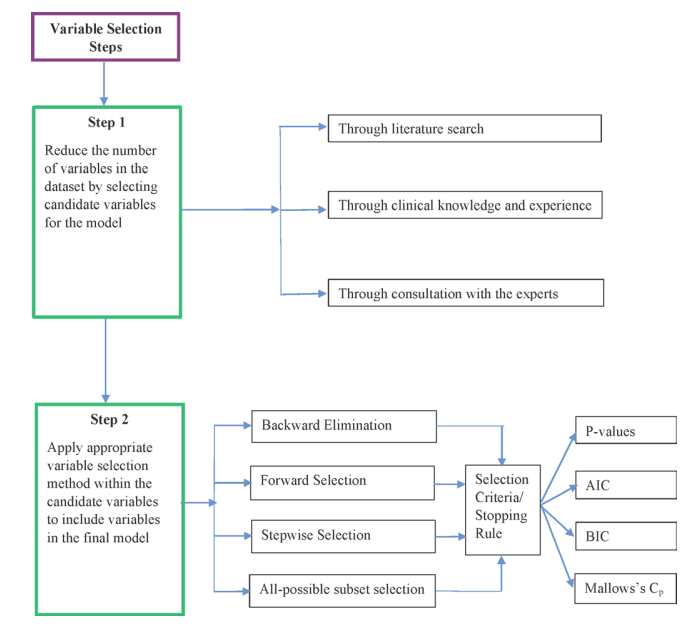 Variable Selection
Steps
Step 1
Reduce the number
of variables in the
dataset by selecting
candidate variables
for the model
Through literature search
Through clinical knowledge and experience
Through consultation with the experts
Step 2
Apply appropriate
variable selection
method within the
candidate variables
to include variables
in the final model
Backward Elimination
Forward Selection
Stepwise Selection
All-possible subset selection
Selection
Criteria/
Stopping
Rule
P-values
AIC
BIC
Mallows's Cp